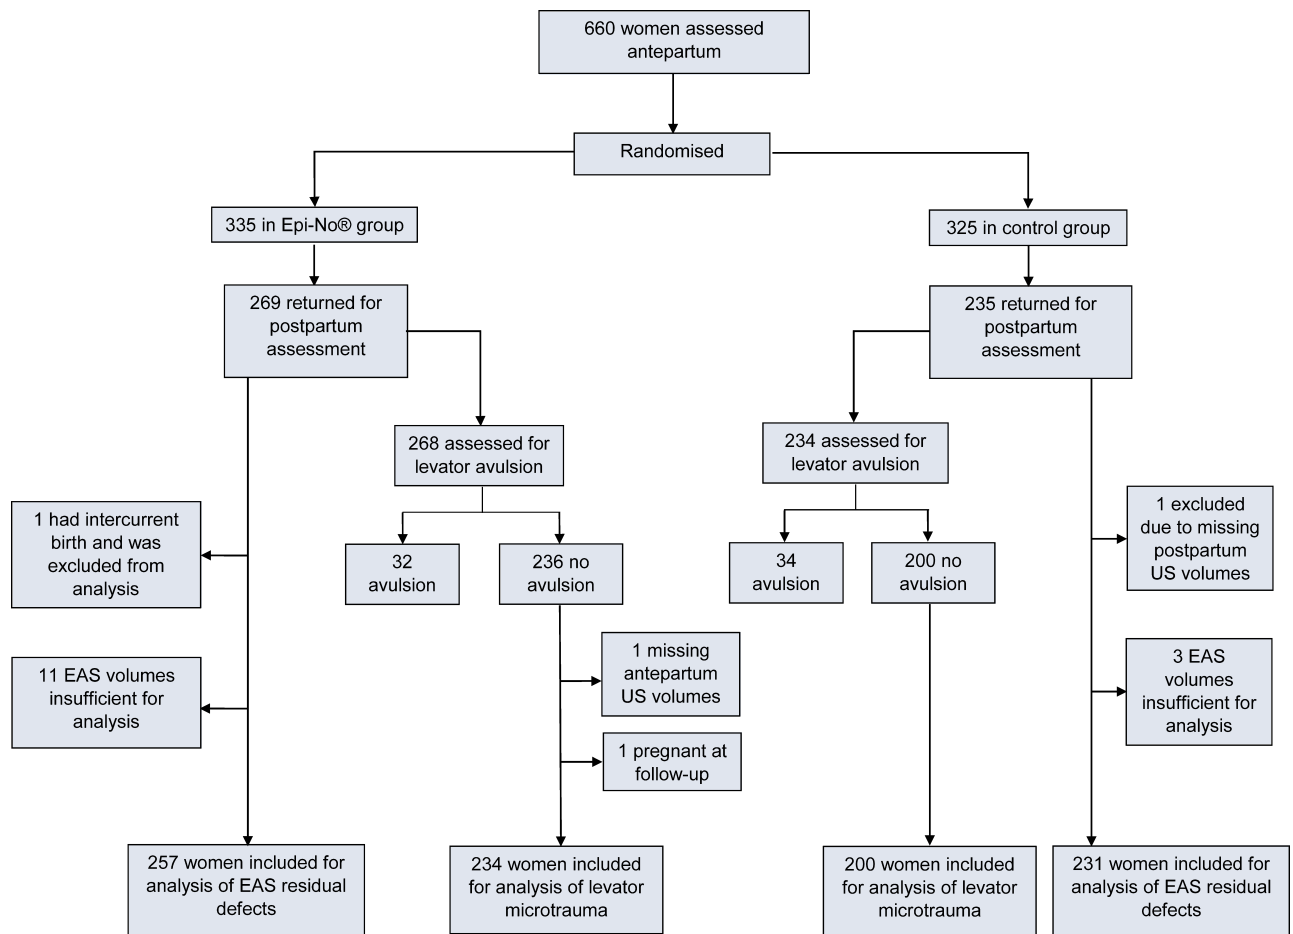 660 women assessed
antepartum
Randomised
335 in Epi-No® group
325 in control group
269 returned for
postpartum
assessment
235 returned for
postpartum
assessment
268 assessed for
levator avulsion
234 assessed for
levator avulsion
1 had intercurrent
birth and was
excluded from
analysis
32
avulsion
236 no
avulsion
34
avulsion
200 no
avulsion
1 excluded
due to missing
postpartum
US volumes
11 EAS volumes
insufficient for
analysis
1 missing
antepartum
US volumes
3 EAS
volumes
insufficient for
analysis
1 pregnant at
follow-up
257 women included for
analysis of EAS residual
defects
234 women included
for analysis of levator
microtrauma
200 women included
for analysis of levator
microtrauma
231 women included for
analysis of EAS residual
defects